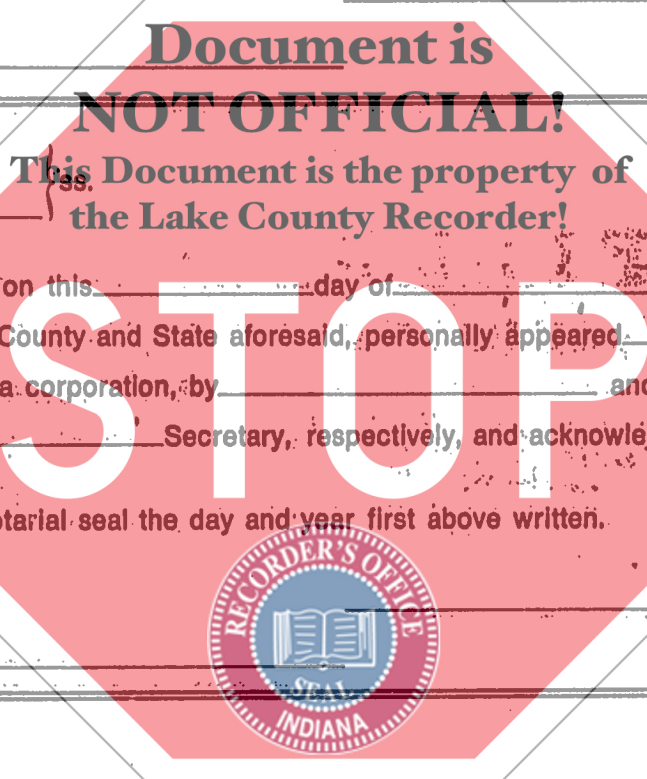 Document is
NOT OFFICIAL!
This Document is the property of
the Lake County Recorder!
ss.
on this day of
County and State aforesaid, personally appeared
a corporation, by and
Secretary, respectively, and acknowle
STOP
otarial seal the day and year first above written.
RECORDER'S OFFICE
SEAL
INDIANA